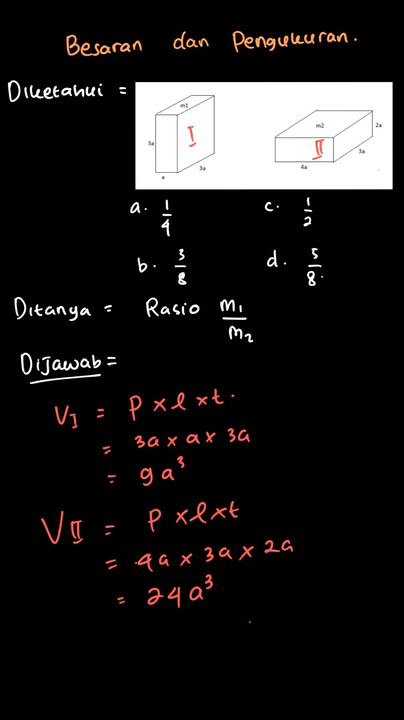 Besaran dan Pengukuran.
Diketahui =
m1
I
3a
3a
a
m2
II
2a
3a
4a
a. 1/4
c. 1/2
b. 3/8
d. 5/8.
Ditanya = Rasio m1/m2
Dijawab =
VI = P x l x t.
= 3a x a x 3a
= 9a³
VII = P x l x t
= 4a x 3a x 2a
= 24a³